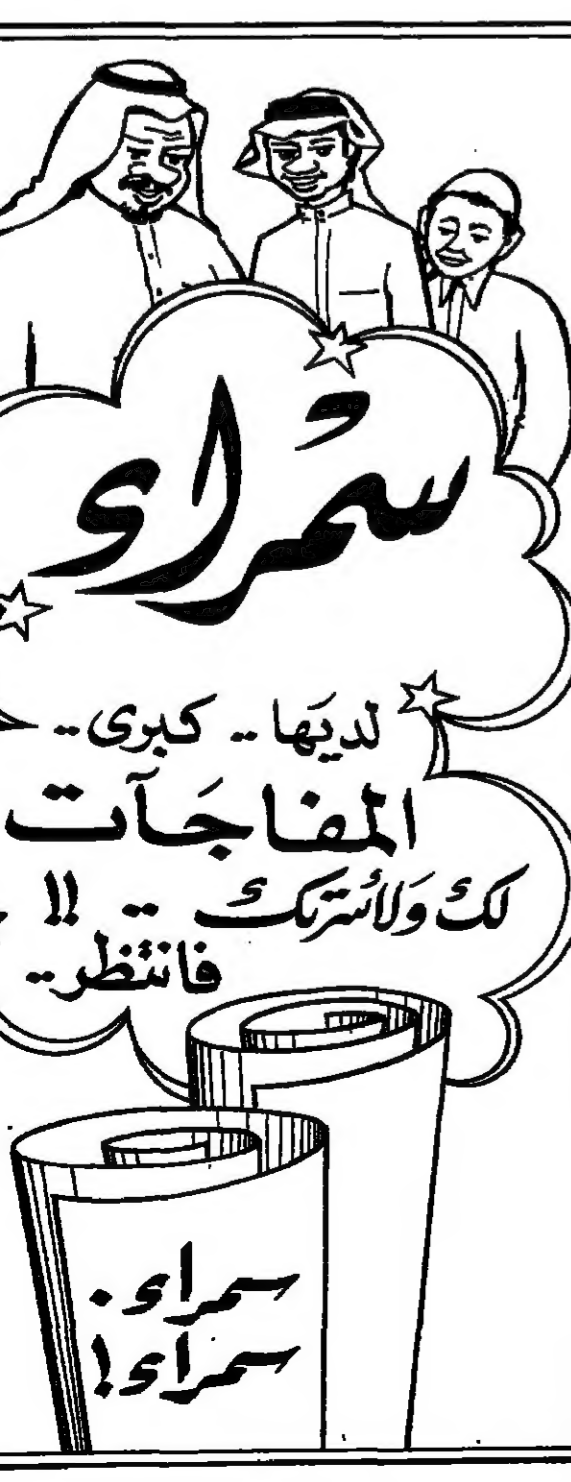 سمراء
لديها .. كبرى ..
المفاجآت
لك ولأسرتك .. !!
فانتظر ..
سمراء .
سمراء !